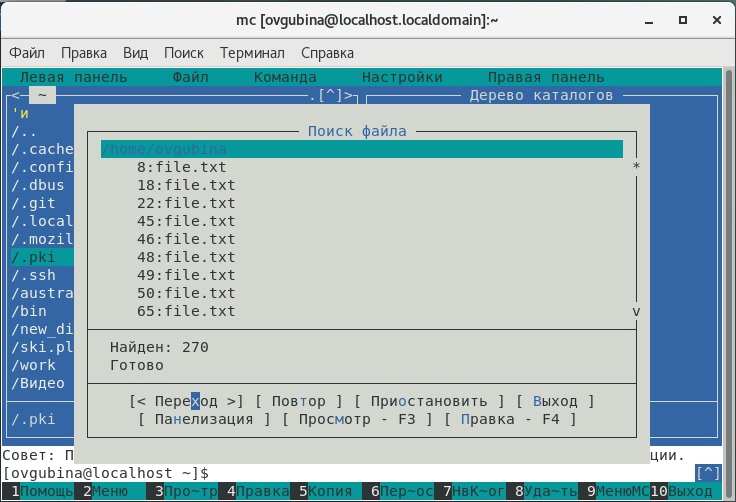 mc [ovgubina@localhost.localdomain]:~
Файл Правка Вид Поиск Терминал Справка
Левая панель Файл Команда Настройки Правая панель
<─ ~ .[^]> Дерево каталогов
'и
/..
/.cache
/.confi
/.dbus
/.git
/.local
/.mozil
/.pki
/.ssh
/austra
/bin
/new_di
/ski.pl
/work
/Видео
/.pki
Поиск файла
/home/ovgubina
8:file.txt *
18:file.txt
22:file.txt
45:file.txt
46:file.txt
48:file.txt
49:file.txt
50:file.txt
65:file.txt v
Найден: 270
Готово
[< Переход >] [ Повтор ] [ Приостановить ] [ Выход ]
[ Панелизация ] [ Просмотр - F3 ] [ Правка - F4 ]
Совет: П ции.
[ovgubina@localhost ~]$ [^]
1Помощь 2Меню 3Про~тр 4Правка 5Копия 6Пер~ос 7НвК~ог 8Уда~ть 9МенюMC 10Выход